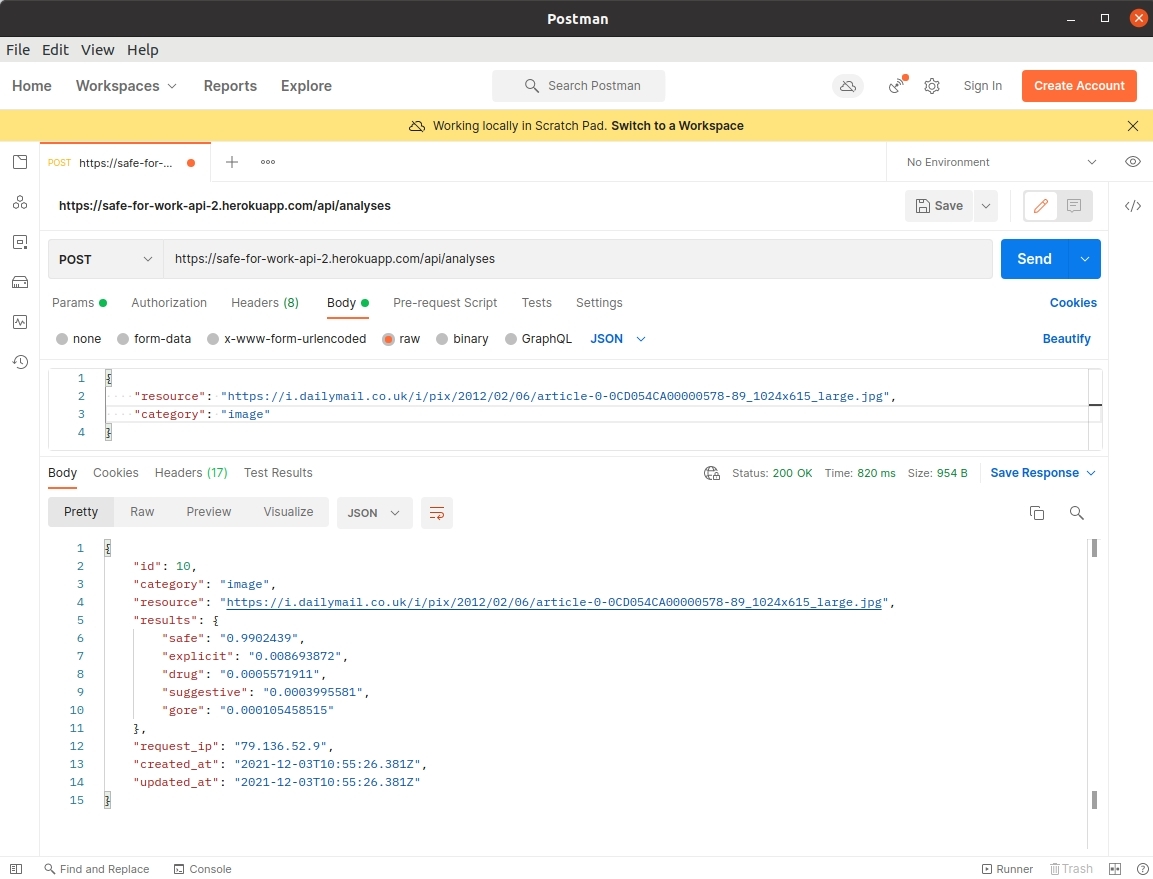 Postman
File Edit View Help
Home Workspaces Reports Explore Search Postman Sign In Create Account
Working locally in Scratch Pad. Switch to a Workspace
POST https://safe-for-... No Environment
https://safe-for-work-api-2.herokuapp.com/api/analyses Save
POST https://safe-for-work-api-2.herokuapp.com/api/analyses Send
Params Authorization Headers (8) Body Pre-request Script Tests Settings Cookies
none form-data x-www-form-urlencoded raw binary GraphQL JSON Beautify
1 {
2 "resource": "https://i.dailymail.co.uk/i/pix/2012/02/06/article-0-0CD054CA00000578-89_1024x615_large.jpg",
3 "category": "image"
4 }
Body Cookies Headers (17) Test Results Status: 200 OK Time: 820 ms Size: 954 B Save Response
Pretty Raw Preview Visualize JSON
1 {
2 "id": 10,
3 "category": "image",
4 "resource": "https://i.dailymail.co.uk/i/pix/2012/02/06/article-0-0CD054CA00000578-89_1024x615_large.jpg",
5 "results": {
6 "safe": "0.9902439",
7 "explicit": "0.008693872",
8 "drug": "0.0005571911",
9 "suggestive": "0.0003995581",
10 "gore": "0.000105458515"
11 },
12 "request_ip": "79.136.52.9",
13 "created_at": "2021-12-03T10:55:26.381Z",
14 "updated_at": "2021-12-03T10:55:26.381Z"
15 }
Find and Replace Console Runner Trash